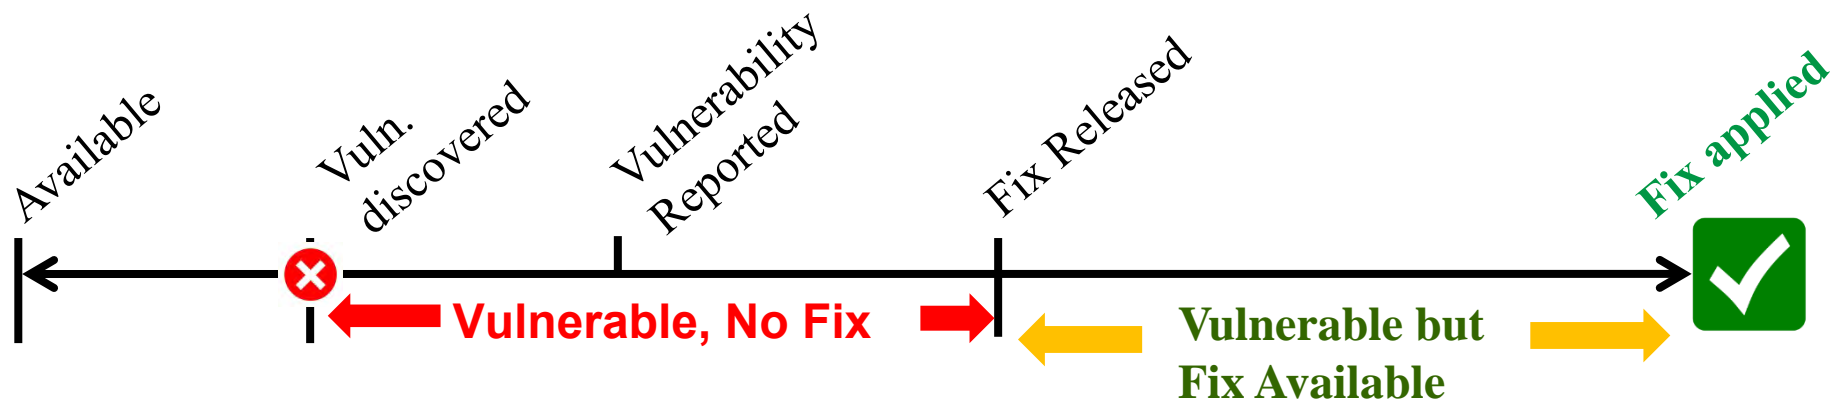 Available
Vuln.
discovered
Vulnerability
Reported
Fix Released
Fix applied
Vulnerable, No Fix
Vulnerable but
Fix Available